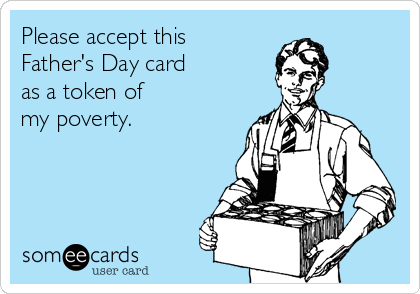 Please accept this
Father's Day card
as a token of
my poverty.
someecards
user card